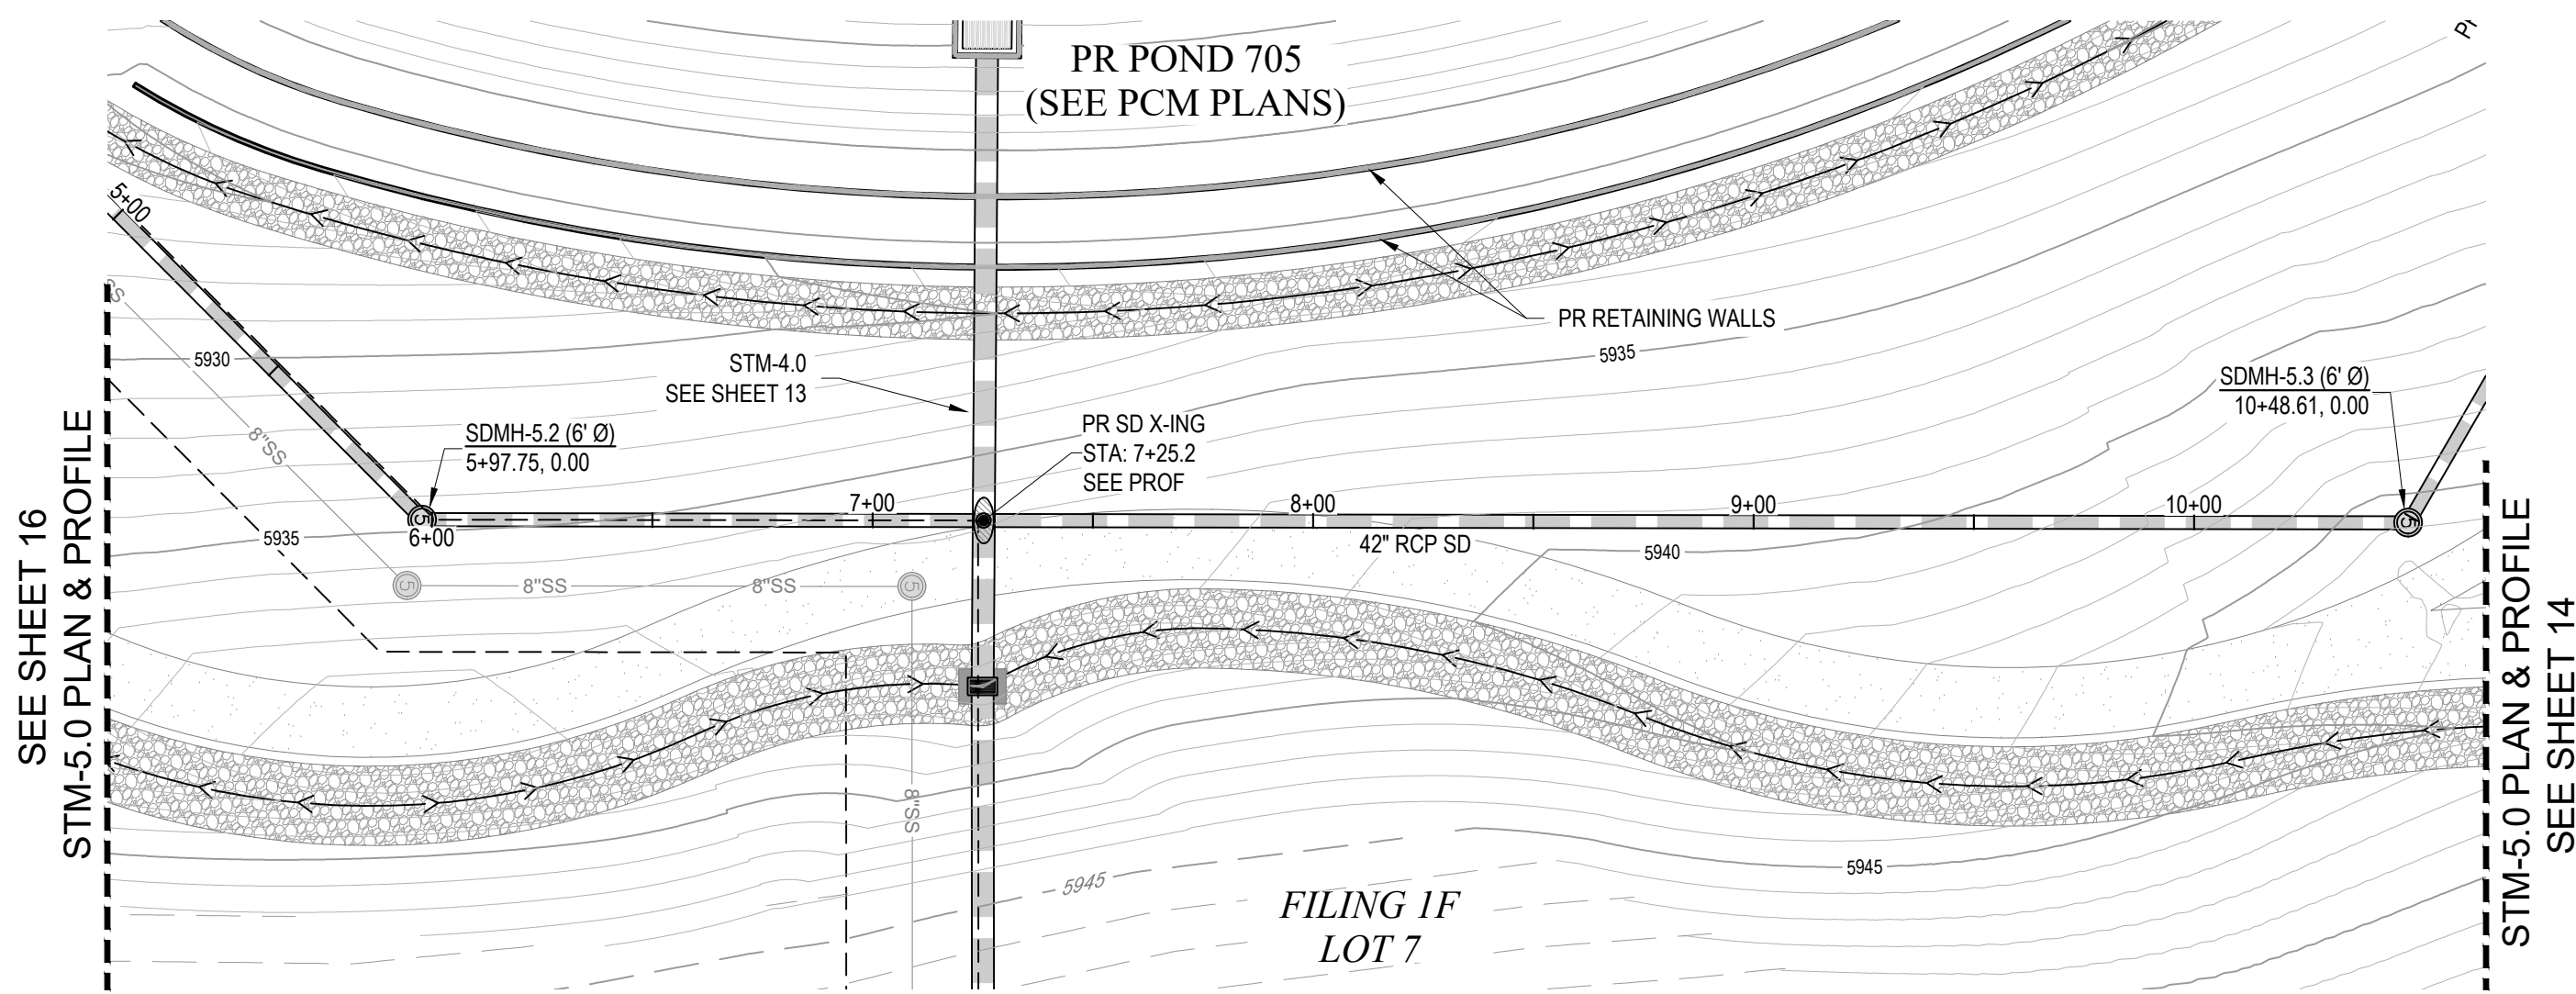 PR POND 705
(SEE PCM PLANS)
PR
5+00
SS
5930
STM-4.0
SEE SHEET 13
PR RETAINING WALLS
5935
SDMH-5.3 (6' Ø)
10+48.61, 0.00
SDMH-5.2 (6' Ø)
5+97.75, 0.00
8"SS
PR SD X-ING
STA: 7+25.2
SEE PROF
7+00
8+00
9+00
10+00
6+00
5935
42" RCP SD
5940
8"SS
8"SS
8"SS
5945
5945
FILING 1F
LOT 7
SEE SHEET 16
STM-5.0 PLAN & PROFILE
STM-5.0 PLAN & PROFILE
SEE SHEET 14